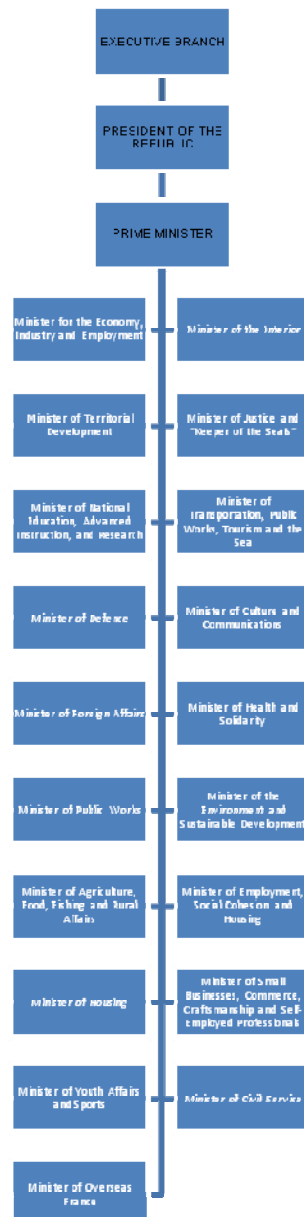 EXECUTIVE BRANCH
PRESIDENT OF THE
REPUBLIC
PRIME MINISTER
Minister for the Economy,
Industry and Employment
Minister of the Interior
Minister of Territorial
Development
Minister of Justice and
"Keeper of the Seals"
Minister of National
Education, Advanced
Instruction, and Research
Minister of
Transportation, Public
Works, Tourism and the
Sea
Minister of Defence
Minister of Culture and
Communications
Minister of Foreign Affairs
Minister of Health and
Solidarity
Minister of Public Works
Minister of the
Environment and
Sustainable Development
Minister of Agriculture,
Food, Fishing and Rural
Affairs
Minister of Employment,
Social Cohesion and
Housing
Minister of Housing
Minister of Small
Businesses, Commerce,
Craftsmanship and Self-
Employed Professionals
Minister of Youth Affairs
and Sports
Minister of Civil Service
Minister of Overseas
France